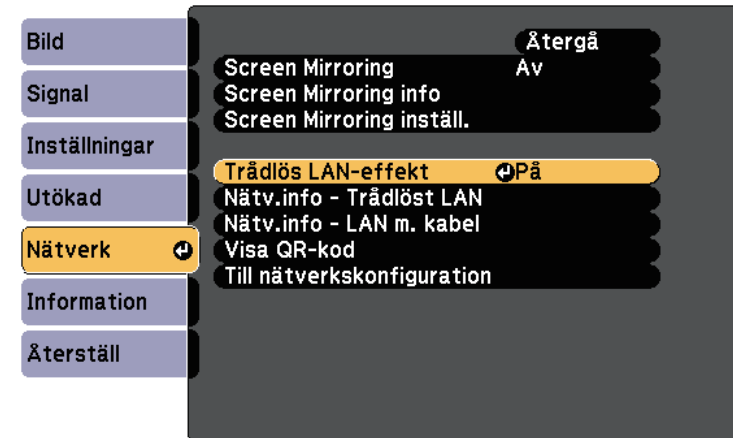 Bild
Signal
Inställningar
Utökad
Nätverk
Information
Återställ
Återgå
Screen Mirroring Av
Screen Mirroring info
Screen Mirroring inställ.
Trådlös LAN-effekt På
Nätv.info - Trådlöst LAN
Nätv.info - LAN m. kabel
Visa QR-kod
Till nätverkskonfiguration